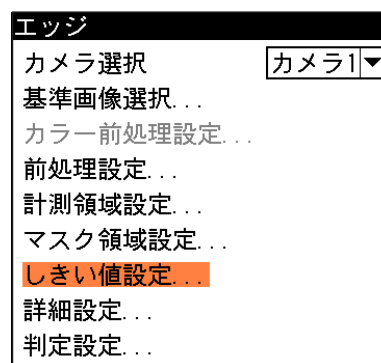 エッジ
カメラ選択 カメラ1
基準画像選択...
カラー前処理設定...
前処理設定...
計測領域設定...
マスク領域設定...
しきい値設定...
詳細設定...
判定設定...